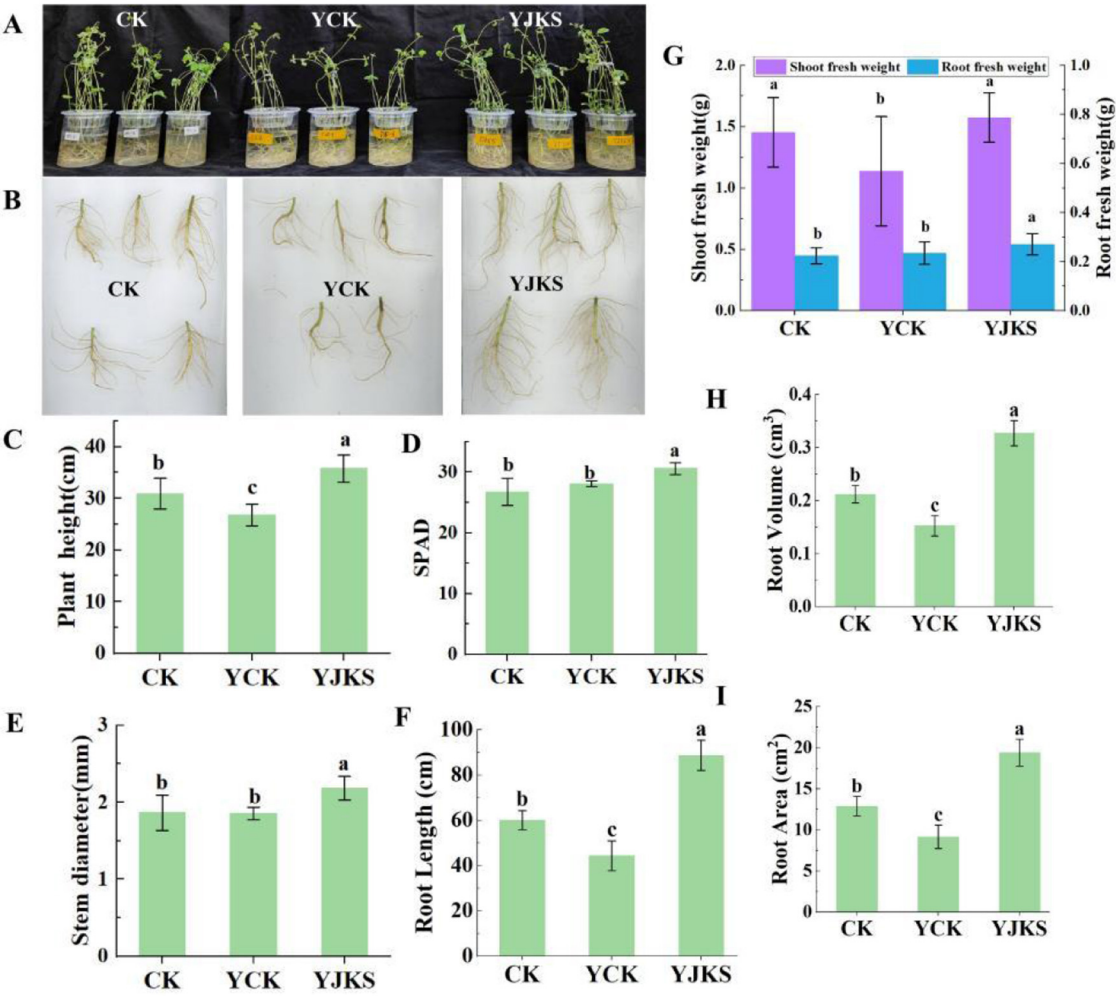 A
CK YCK YJKS
B
CK YCK YJKS
G
Shoot fresh weight Root fresh weight
Shoot fresh weight(g)
2.0
1.5
1.0
0.5
0.0
a b a
b b a
CK YCK YJKS
1.0
0.8
0.6
0.4
0.2
0.0
Root fresh weight(g)
C
Plant height(cm)
40
30
20
10
0
b c a
CK YCK YJKS
D
SPAD
30
20
10
0
b b a
CK YCK YJKS
H
Root Volume (cm³)
0.4
0.3
0.2
0.1
0.0
b c a
CK YCK YJKS
E
Stem diameter(mm)
3
2
1
0
b b a
CK YCK YJKS
F
Root Length (cm)
100
80
60
40
60
20
0
b c a
CK YCK YJKS
I
Root Area (cm²)
25
20
15
10
5
0
b c a
CK YCK YJKS